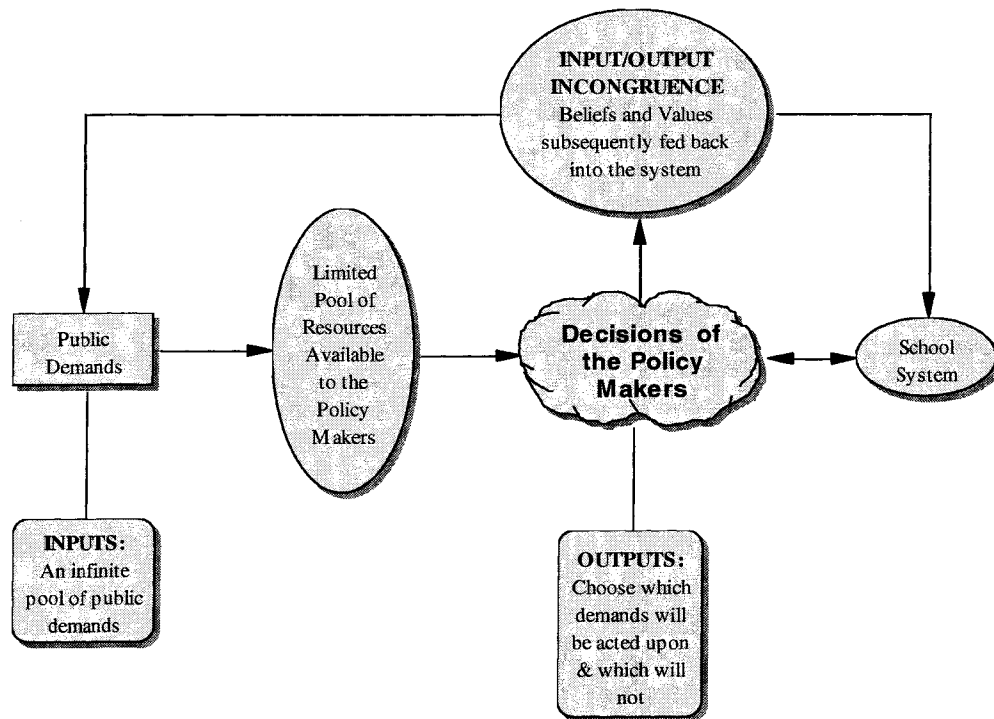 INPUT/OUTPUT
INCONGRUENCE
Beliefs and Values
subsequently fed back
into the system
Public
Demands
Limited
Pool of
Resources
Available
to the
Policy
Makers
Decisions of
the Policy
Makers
School
System
INPUTS:
An infinite
pool of public
demands
OUTPUTS:
Choose which
demands will
be acted upon
& which will
not